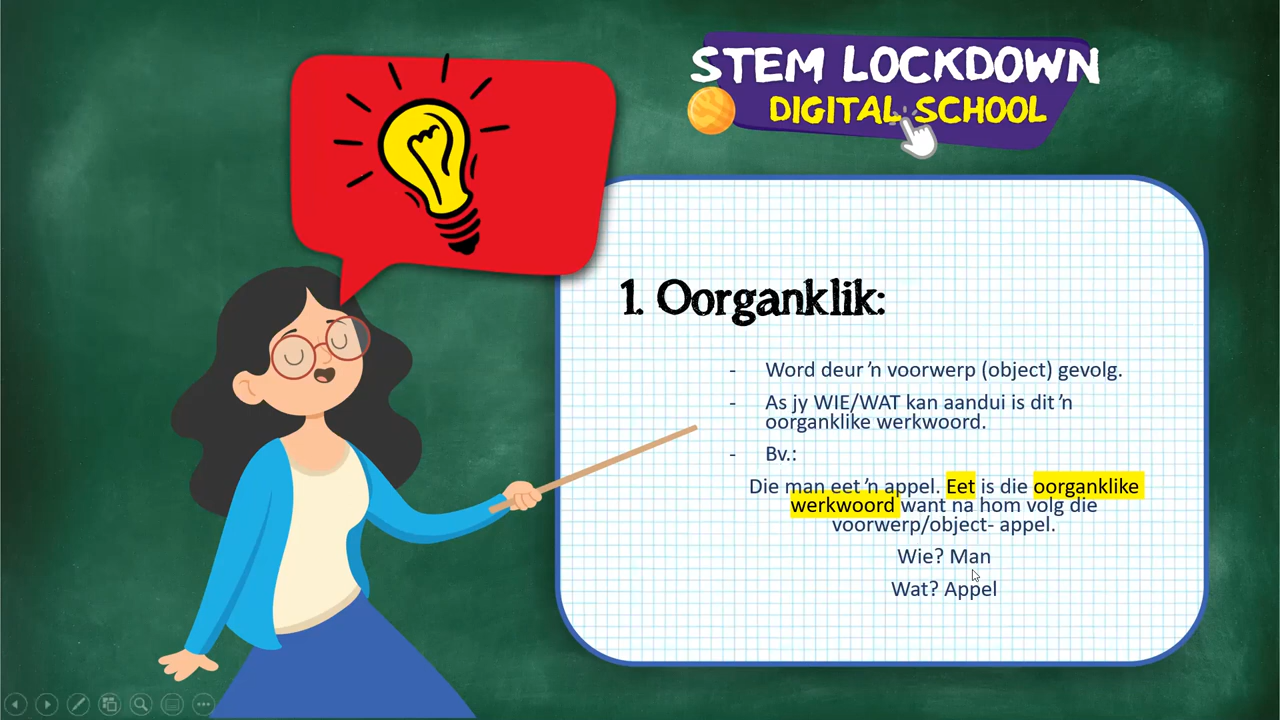 STEM LOCKDOWN
DIGITAL SCHOOL
1. Oorganklik:
- Word deur 'n voorwerp (object) gevolg.
- As jy WIE/WAT kan aandui is dit 'n
oorganklike werkwoord.
- Bv.:
Die man eet 'n appel. Eet is die oorganklike
werkwoord want na hom volg die
voorwerp/object- appel.
Wie? Man
Wat? Appel